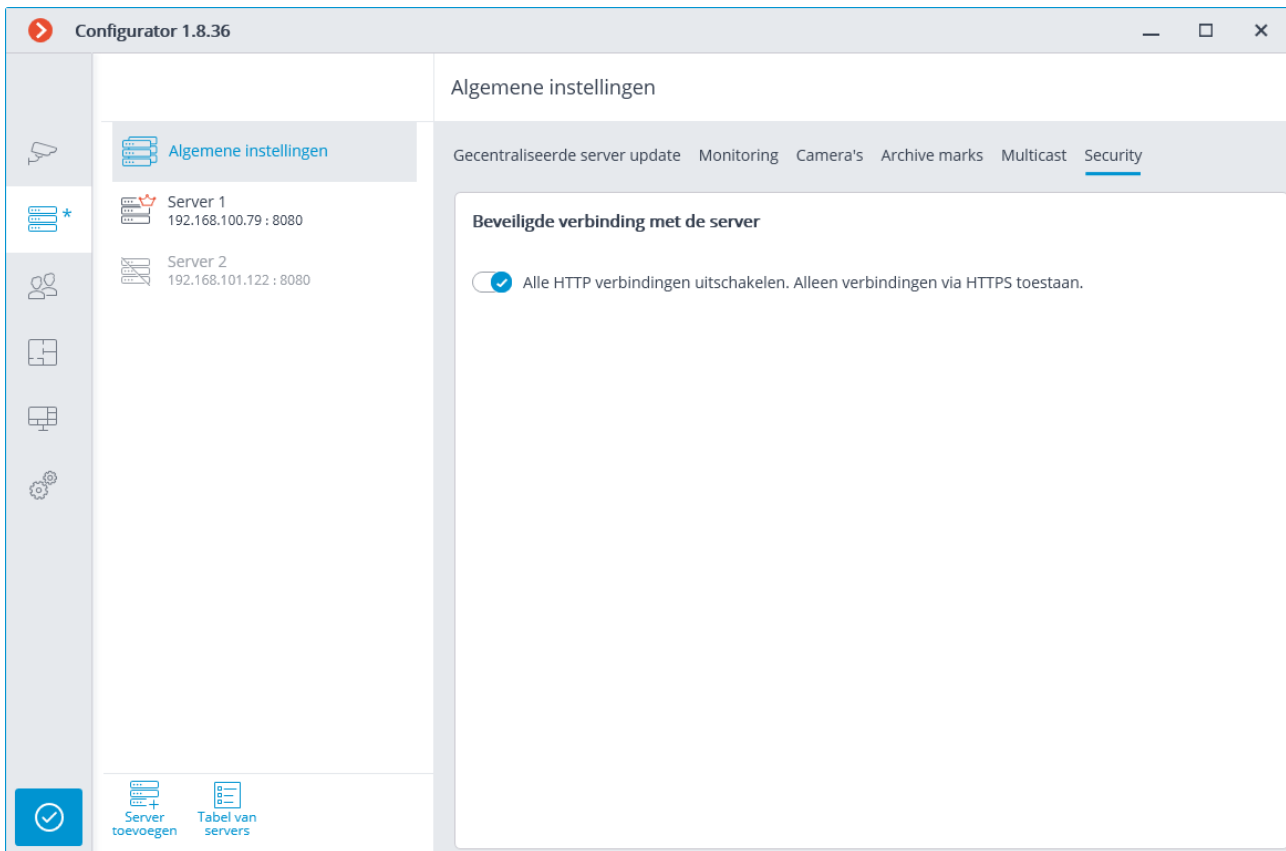 Configurator 1.8.36
Algemene instellingen
Algemene instellingen
Server 1
192.168.100.79 : 8080
Server 2
192.168.101.122 : 8080
Server toevoegen
Tabel van servers
Gecentraliseerde server update Monitoring Camera's Archive marks Multicast Security
Beveiligde verbinding met de server
Alle HTTP verbindingen uitschakelen. Alleen verbindingen via HTTPS toestaan.